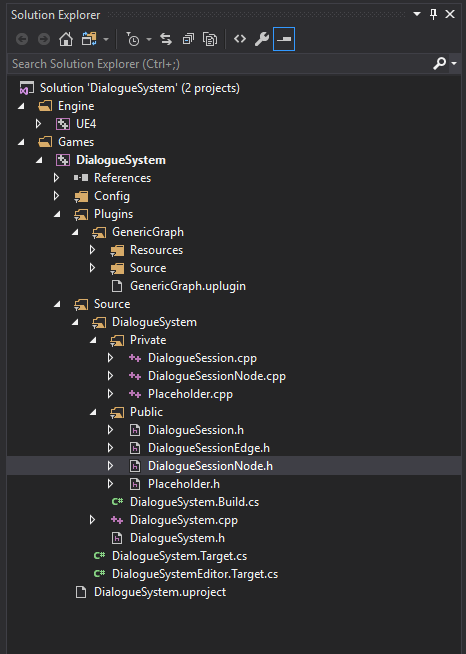 Solution Explorer
Search Solution Explorer (Ctrl+;)
Solution 'DialogueSystem' (2 projects)
Engine
UE4
Games
DialogueSystem
References
Config
Plugins
GenericGraph
Resources
Source
GenericGraph.uplugin
Source
DialogueSystem
Private
DialogueSession.cpp
DialogueSessionNode.cpp
Placeholder.cpp
Public
DialogueSession.h
DialogueSessionEdge.h
DialogueSessionNode.h
Placeholder.h
C# DialogueSystem.Build.cs
DialogueSystem.cpp
DialogueSystem.h
C# DialogueSystem.Target.cs
C# DialogueSystemEditor.Target.cs
DialogueSystem.uproject